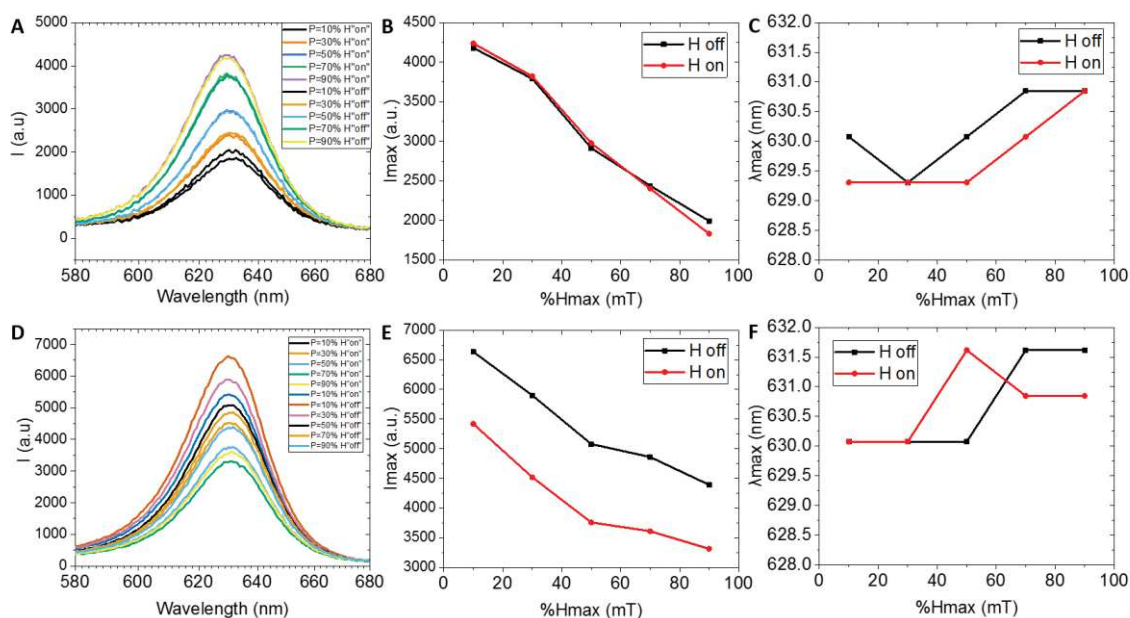 A
I (a.u)
5000
4000
3000
2000
1000
0
580
600
620
640
660
680
Wavelength (nm)
P=10% H"on"
P=30% H"on"
P=50% H"on"
P=70% H"on"
P=90% H"on"
P=10% H"off"
P=30% H"off"
P=50% H"off"
P=70% H"off"
P=90% H"off"
B
Imax (a.u.)
4500
4000
3500
3000
2500
2000
1500
0
20
40
60
80
100
%Hmax (mT)
H off
H on
C
λmax (nm)
632.0
631.5
631.0
630.5
630.0
629.5
629.0
628.5
628.0
0
20
40
60
80
100
%Hmax (mT)
H off
H on
D
I (a.u)
7000
6000
5000
4000
3000
2000
1000
0
580
600
620
640
660
680
Wavelength (nm)
P=10% H"on"
P=30% H"on"
P=50% H"on"
P=70% H"on"
P=90% H"on"
P=10% H"on"
P=10% H"off"
P=30% H"off"
P=50% H"off"
P=70% H"off"
P=90% H"off"
E
Imax (a.u.)
7000
6500
6000
5500
5000
4500
4000
3500
3000
0
20
40
60
80
100
%Hmax (mT)
H off
H on
F
λmax (nm)
632.0
631.5
631.0
630.5
630.0
629.5
629.0
628.5
628.0
0
20
40
60
80
100
%Hmax (mT)
H off
H on